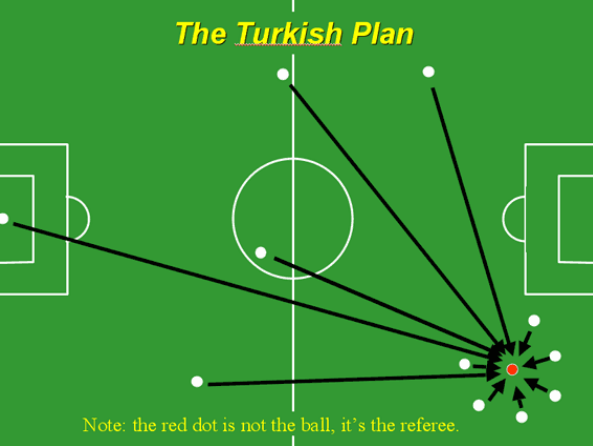 The Turkish Plan
Note: the red dot is not the ball, it's the referee.